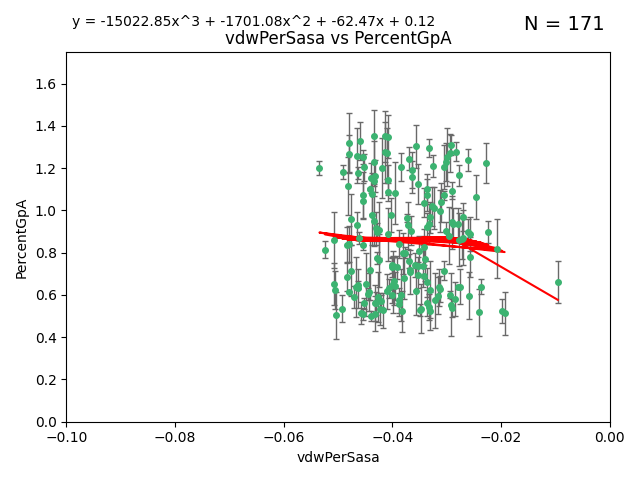 y = -15022.85x^3 + -1701.08x^2 + -62.47x + 0.12
N = 171
vdwPerSasa vs PercentGpA
1.6
1.4
1.2
1.0
0.8
0.6
0.4
0.2
0.0
PercentGpA
−0.10 −0.08 −0.06 −0.04 −0.02 0.00
vdwPerSasa